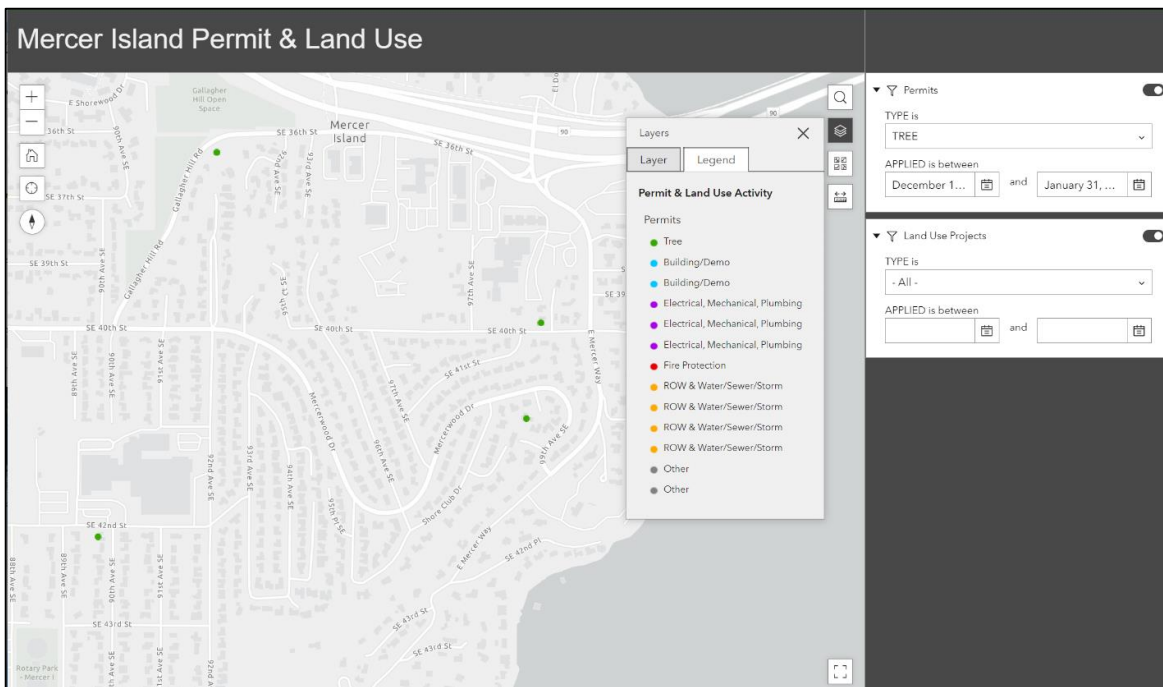 Mercer Island Permit & Land Use
Gallagher
Hill Open
Space
E Shorewood Dr
90th Ave SE
36th St
SE 36th St
Mercer
Island
90
90
SE 36th St
92nd Ave SE
93rd Ave SE
Gallagher Hill Rd
SE 37th St
SE 39th St
90th Ave SE
Gallagher Hill Rd
96th Ct SE
97th Ave SE
SE 39
SE 40th St
SE 40th St
SE 40th St
E Mercer Way
89th Ave SE
90th Ave SE
91st Ave SE
97th Ave SE
SE 41st St
Mercerwood Dr
Mercerwood Dr
96th Ave SE
99th Ave SE
92nd Ave SE
93rd Ave SE
94th Ave SE
95th Pl SE
Shore Club Dr
E Mercer Way
SE 42nd Pl
SE 42nd St
88th Ave SE
89th Ave SE
90th Ave SE
91st Ave SE
SE 43rd St
92nd Ave SE
SE 43rd St
SE 43rd St
Rotary Park
- Mercer I
Layers
Layer
Legend
Permit & Land Use Activity
Permits
Tree
Building/Demo
Building/Demo
Electrical, Mechanical, Plumbing
Electrical, Mechanical, Plumbing
Electrical, Mechanical, Plumbing
Fire Protection
ROW & Water/Sewer/Storm
ROW & Water/Sewer/Storm
ROW & Water/Sewer/Storm
ROW & Water/Sewer/Storm
Other
Other
Permits
TYPE is
TREE
APPLIED is between
December 1... and January 31, ...
Land Use Projects
TYPE is
- All -
APPLIED is between
and